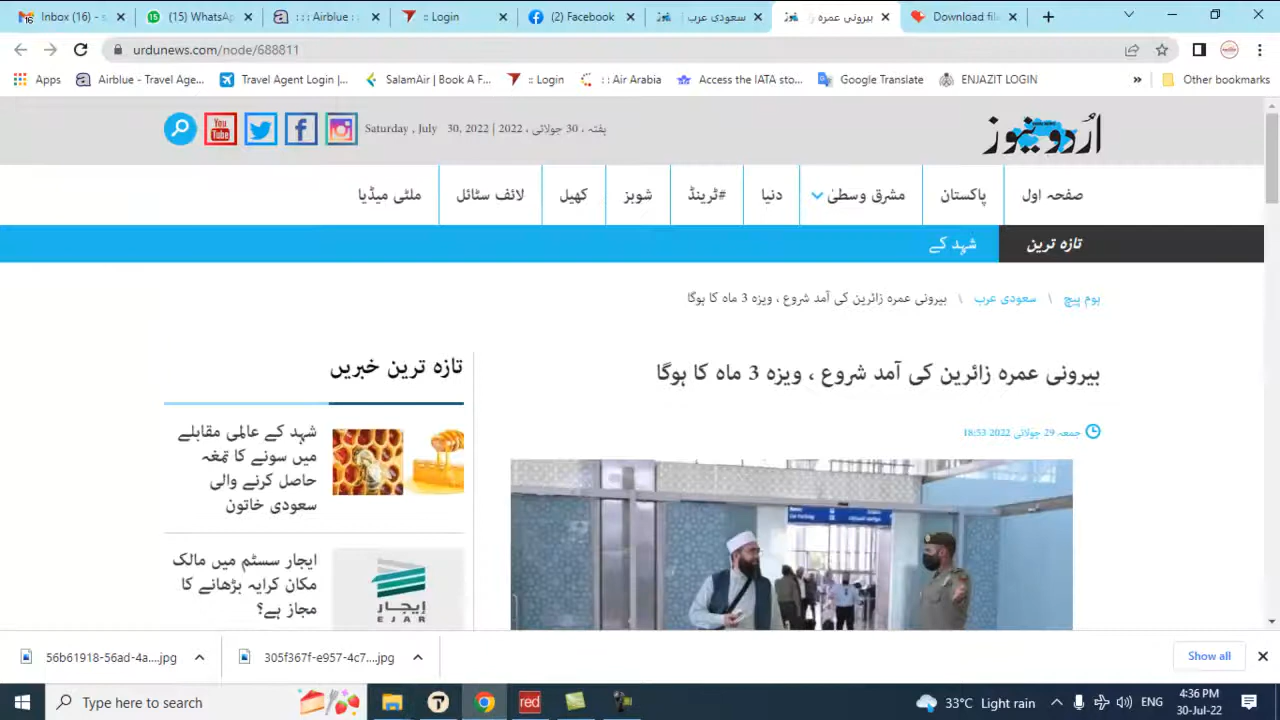 Inbox (16) - s
(15) WhatsA
:: Airblue :
:: Login
(2) Facebook
سعودی عرب
بیرونی عمرہ
Download file
urdunews.com/node/688811
Apps
Airblue - Travel Age...
Travel Agent Login |...
SalamAir | Book A F...
:: Login
:: Air Arabia
Access the IATA sto...
Google Translate
ENJAZIT LOGIN
»
Other bookmarks
You Tube
Saturday , July 30, 2022 | ہفتہ ، 30 جولائی ، 2022
اردو نیوز
صفحہ اول
پاکستان
مشرق وسطیٰ
دنیا
#ٹرینڈ
شوبز
کھیل
لائف سٹائل
ملٹی میڈیا
تازہ ترین
شہد کے
ہوم پیج \ سعودی عرب \ بیرونی عمرہ زائرین کی آمد شروع ، ویزہ 3 ماہ کا ہوگا
بیرونی عمرہ زائرین کی آمد شروع ، ویزہ 3 ماہ کا ہوگا
جمعہ 29 جولائی 2022 18:53
تازہ ترین خبریں
شہد کے عالمی مقابلے
میں سونے کا تمغہ
حاصل کرنے والی
سعودی خاتون
ایجار سسٹم میں مالک
مکان کرایہ بڑھانے کا
مجاز ہے؟
إيجار
EJAR
56b61918-56ad-4a....jpg
305f367f-e957-4c7....jpg
Show all
Type here to search
red
33°C Light rain
ENG
4:36 PM
30-Jul-22